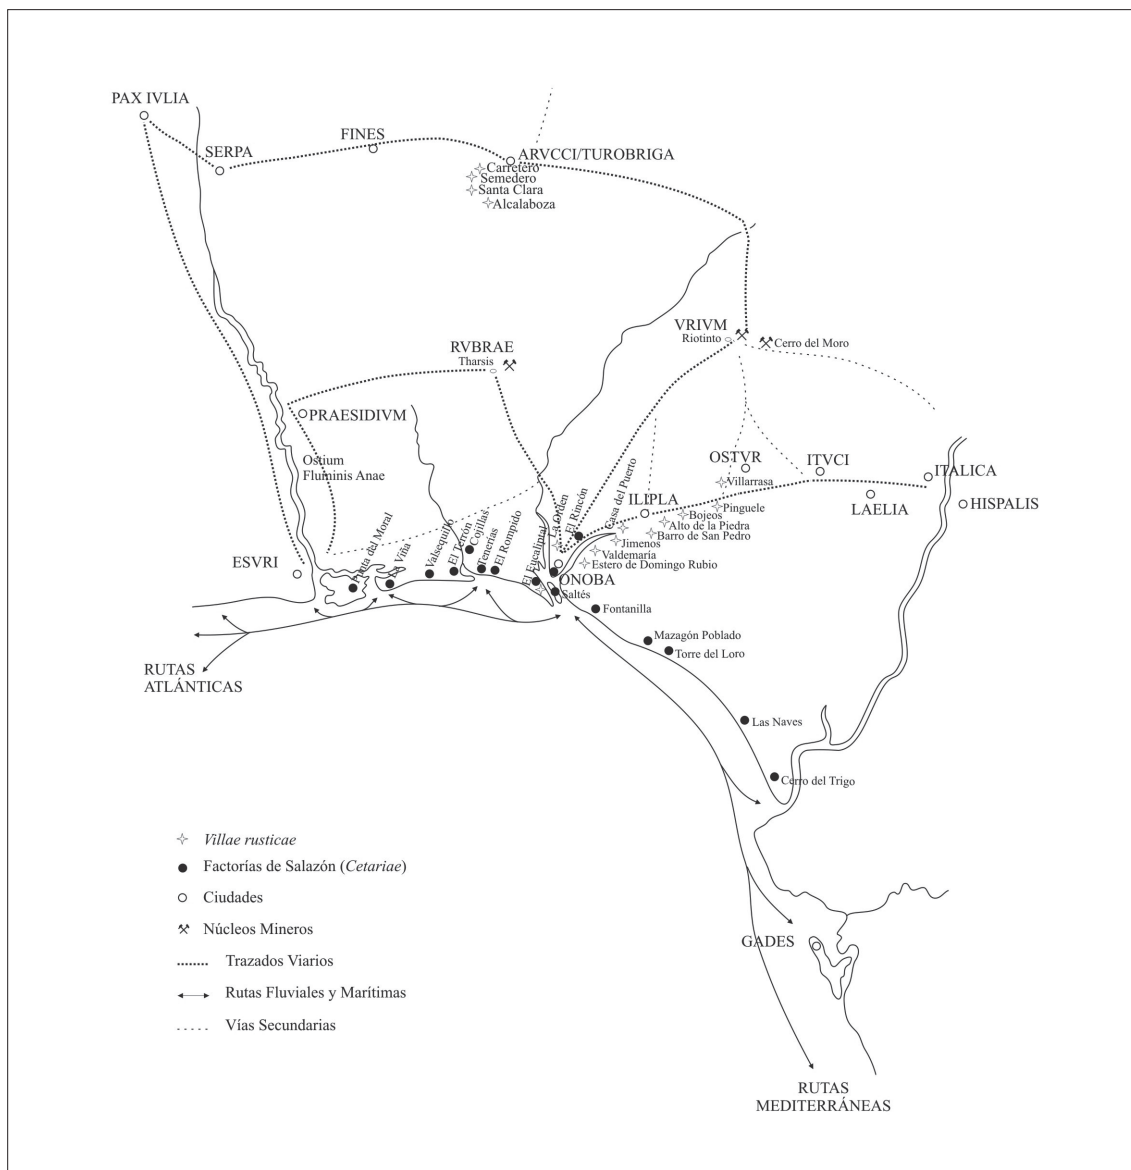 PAX IVLIA
SERPA
FINES
ARVCCI/TUROBRIGA
Carretero
Semedero
Santa Clara
Alcalaboza
VRIVM
Riotinto
Cerro del Moro
RVBRAE
Tharsis
PRAESIDIVM
Ostium
Fluminis Anae
OSTVR
ITVCI
ITALICA
Villarrasa
LAELIA
HISPALIS
ILIPLA
Pinguele
Bojeos
Alto de la Piedra
Barro de San Pedro
Casa del Puerto
Jimenos
Valdemaría
Estero de Domingo Rubio
El Rincón
La Orden
ESVRI
Punta del Moral
La Viña
Valsequillo
El Terrón
Cojillas
Tenerías
El Rompido
El Eucaliptal
ONOBA
Saltés
Fontanilla
Mazagón Poblado
Torre del Loro
RUTAS
ATLÁNTICAS
Las Naves
Cerro del Trigo
Villae rusticae
Factorías de Salazón (Cetariae)
Ciudades
Núcleos Mineros
Trazados Viarios
Rutas Fluviales y Marítimas
Vías Secundarias
GADES
RUTAS
MEDITERRÁNEAS